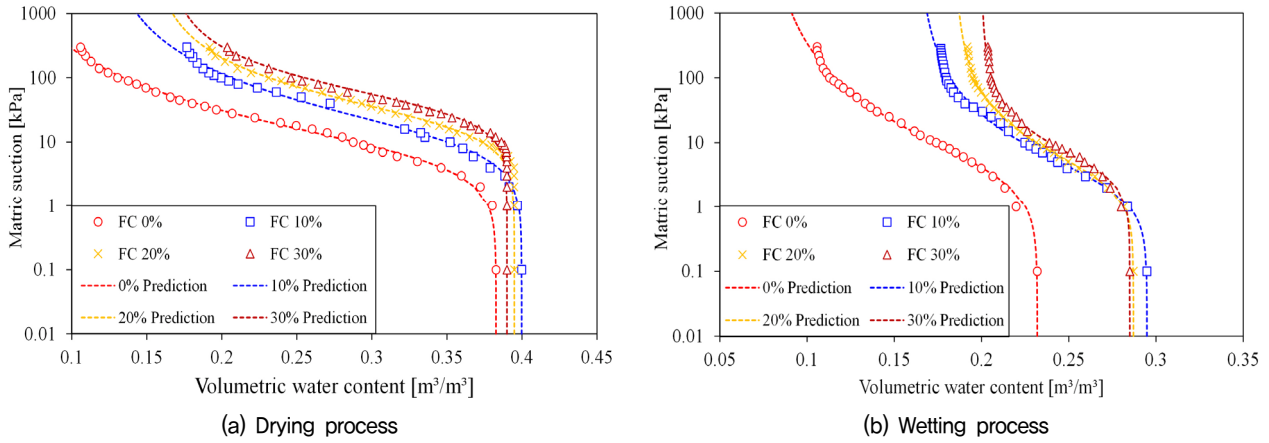 1000
100
10
1
0.1
0.01
Matric suction [kPa]
FC 0%
FC 10%
FC 20%
FC 30%
0% Prediction
10% Prediction
20% Prediction
30% Prediction
0.1
0.15
0.2
0.25
0.3
0.35
0.4
0.45
Volumetric water content [m³/m³]
(a) Drying process
1000
100
10
1
0.1
0.01
Matric suction [kPa]
FC 0%
FC 10%
FC 20%
FC 30%
0% Prediction
10% Prediction
20% Prediction
30% Prediction
0.05
0.1
0.15
0.2
0.25
0.3
0.35
Volumetric water content [m³/m³]
(b) Wetting process